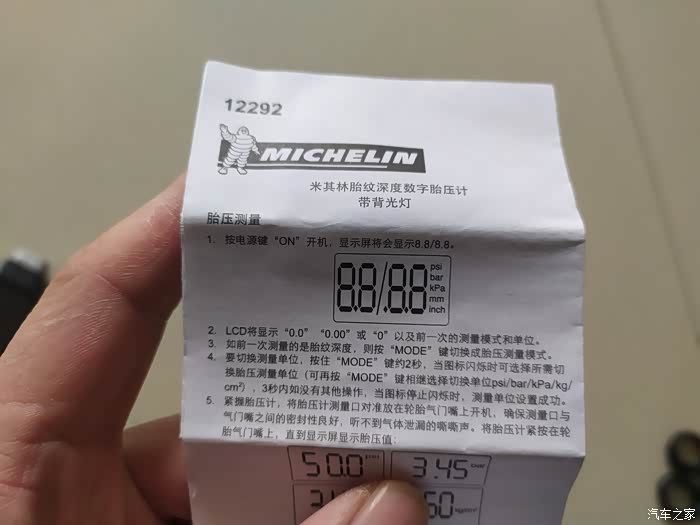 12292
MICHELIN
米其林胎纹深度数字胎压计
带背光灯
胎压测量
1. 按电源键“ON”开机，显示屏将会显示8.8/8.8。
8.8/8.8
psi
bar
kPa
mm
inch
2. LCD将显示“0.0” “0.00”或“0”以及前一次的测量模式和单位。
3. 如前一次测量的是胎纹深度，则按“MODE”键切换成胎压测量模式。
4. 要切换测量单位，按住“MODE”键约2秒，当图标闪烁时可选择所需切
换胎压测量单位（可再按“MODE”键相继选择切换单位psi/bar/kPa/kg/
cm²），3秒内如没有其他操作，当图标停止闪烁时，测量单位设置成功。
5. 紧握胎压计，将胎压计测量口对准放在轮胎气门嘴上开机，确保测量口与
气门嘴之间的密封性良好，听不到气体泄漏的嘶嘶声。将胎压计紧按在轮
胎气门嘴上，直到显示屏显示胎压值：
50.0 psi 3.45 bar
汽车之家